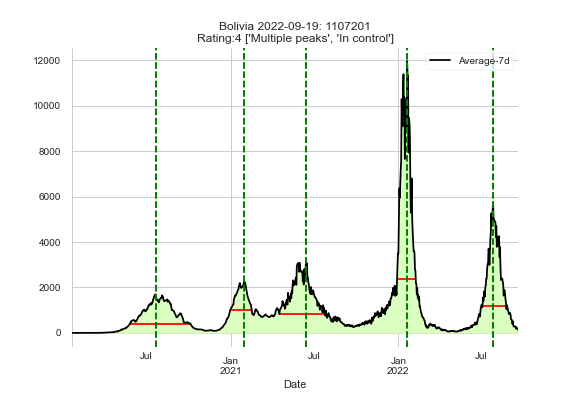 Bolivia 2022-09-19: 1107201
Rating:4 ['Multiple peaks', 'In control']
Average-7d
12000
10000
8000
6000
4000
2000
0
Jul
Jan
2021
Jul
Jan
2022
Jul
Date